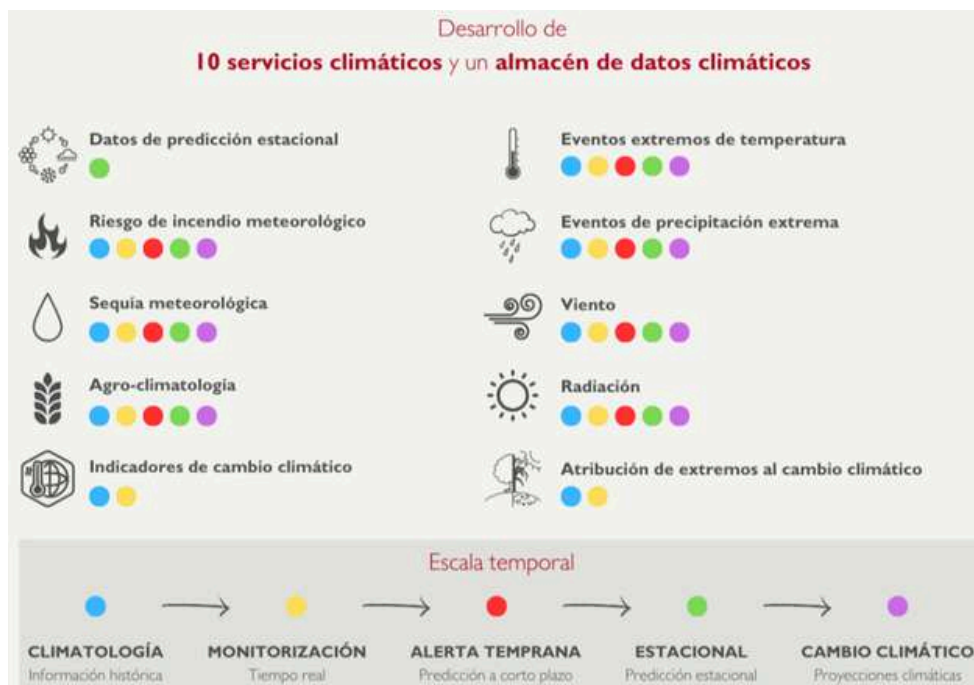 Desarrollo de
10 servicios climáticos y un almacén de datos climáticos
Datos de predicción estacional
Eventos extremos de temperatura
Riesgo de incendio meteorológico
Eventos de precipitación extrema
Sequía meteorológica
Viento
Agro-climatología
Radiación
Indicadores de cambio climático
Atribución de extremos al cambio climático
Escala temporal
CLIMATOLOGÍA
MONITORIZACIÓN
ALERTA TEMPRANA
ESTACIONAL
CAMBIO CLIMÁTICO
Información histórica
Tiempo real
Predicción a corto plazo
Predicción estacional
Proyecciones climáticas